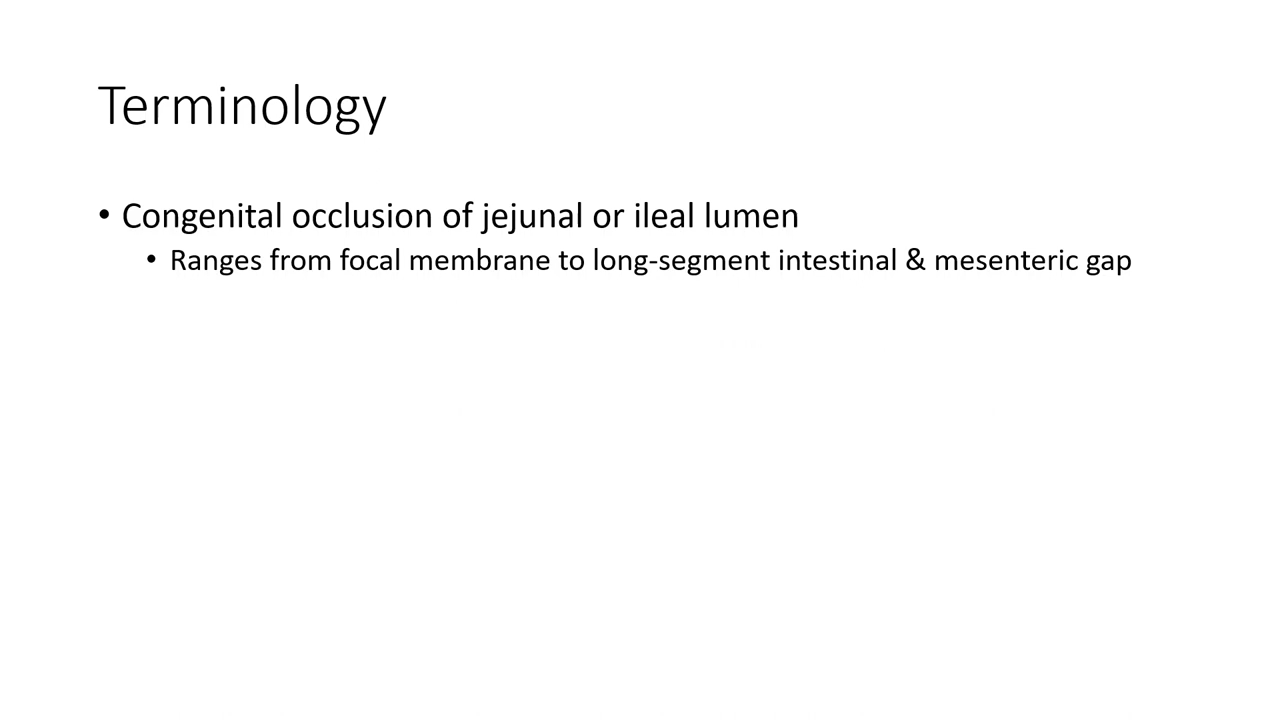 Terminology
• Congenital occlusion of jejunal or ileal lumen
• Ranges from focal membrane to long-segment intestinal & mesenteric gap